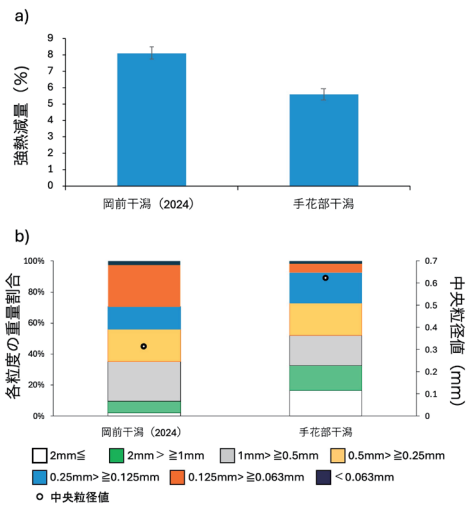 a)
強熱減量（%）
9
8
7
6
5
4
3
2
1
0
岡前干潟（2024） 手花部干潟
b)
各粒度の重量割合
100%
80%
60%
40%
20%
0%
0.7
0.6
0.5
0.4
0.3
0.2
0.1
0
中央粒径値（mm）
岡前干潟（2024） 手花部干潟
2mm≦ 2mm＞≧1mm 1mm>≧0.5mm 0.5mm>≧0.25mm
0.25mm>≧0.125mm 0.125mm>≧0.063mm ＜0.063mm
中央粒径値